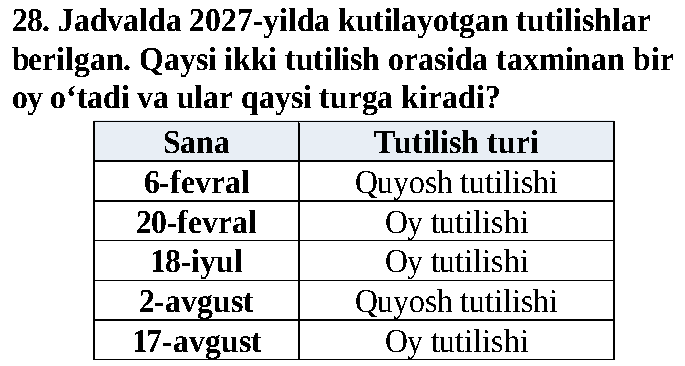 28. Jadvalda 2027-yilda kutilayotgan tutilishlar
berilgan. Qaysi ikki tutilish orasida taxminan bir
oy o‘tadi va ular qaysi turga kiradi?
Sana Tutilish turi
6-fevral Quyosh tutilishi
20-fevral Oy tutilishi
18-iyul Oy tutilishi
2-avgust Quyosh tutilishi
17-avgust Oy tutilishi